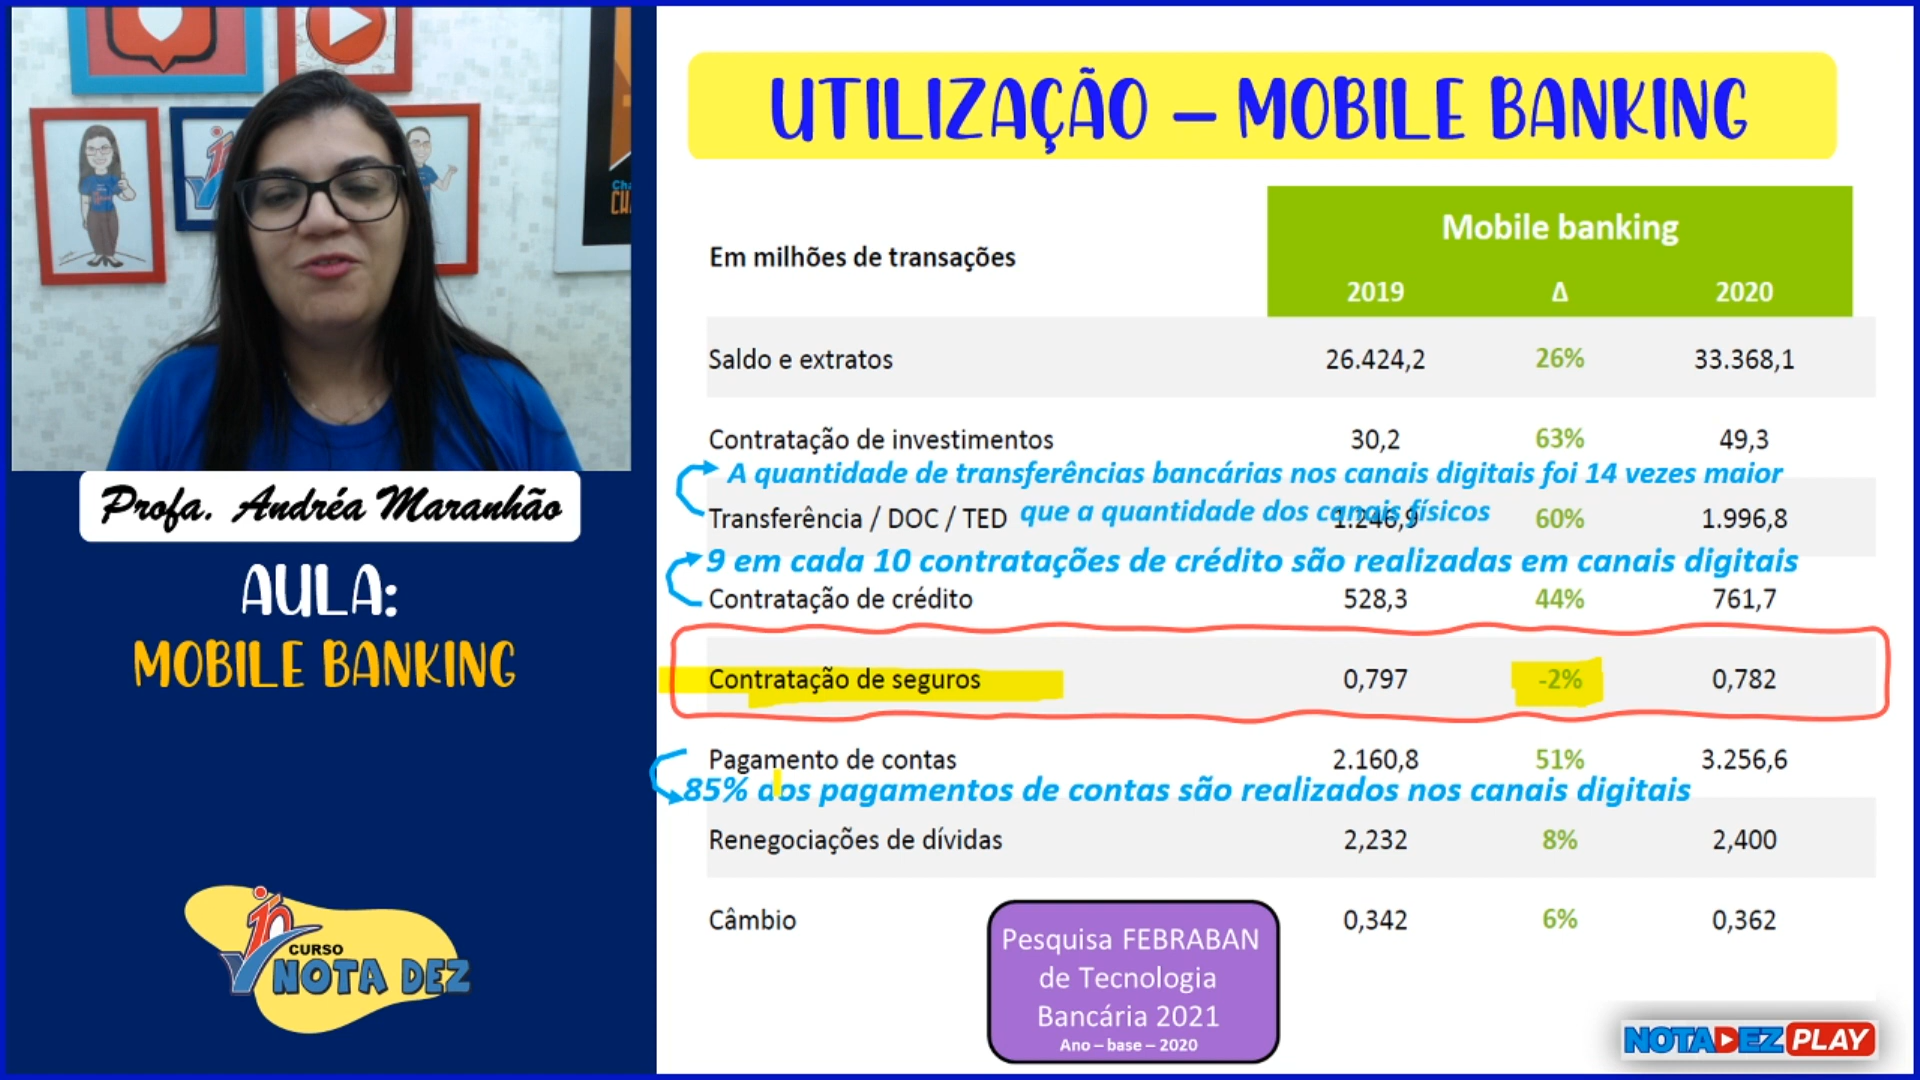 UTILIZAÇÃO – MOBILE BANKING
Em milhões de transações
Mobile banking
2019 Δ 2020
Saldo e extratos 26.424,2 26% 33.368,1
Contratação de investimentos 30,2 63% 49,3
A quantidade de transferências bancárias nos canais digitais foi 14 vezes maior
que a quantidade dos canais físicos
Transferência / DOC / TED 1.246,9 60% 1.996,8
9 em cada 10 contratações de crédito são realizadas em canais digitais
Contratação de crédito 528,3 44% 761,7
Contratação de seguros 0,797 -2% 0,782
Pagamento de contas 2.160,8 51% 3.256,6
85% dos pagamentos de contas são realizados nos canais digitais
Renegociações de dívidas 2,232 8% 2,400
Câmbio 0,342 6% 0,362
Pesquisa FEBRABAN
de Tecnologia
Bancária 2021
Ano – base – 2020
Profa. Andréa Maranhão
AULA:
MOBILE BANKING
CURSO
NOTA DEZ
NOTADEZ PLAY